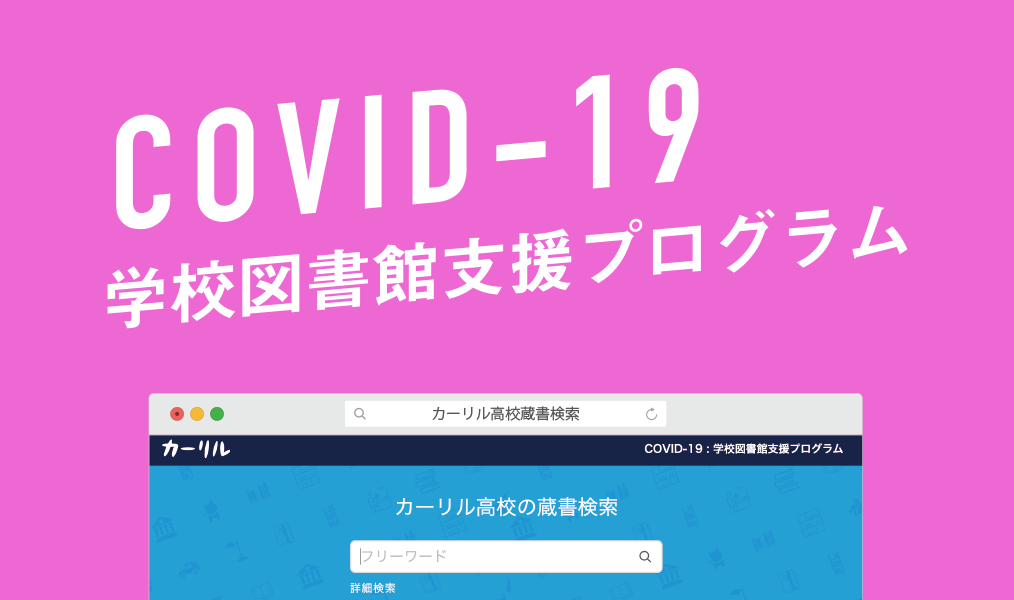 COVID-19
学校図書館支援プログラム
カーリル高校蔵書検索
カーリル
COVID-19 : 学校図書館支援プログラム
カーリル高校の蔵書検索
フリーワード
詳細検索